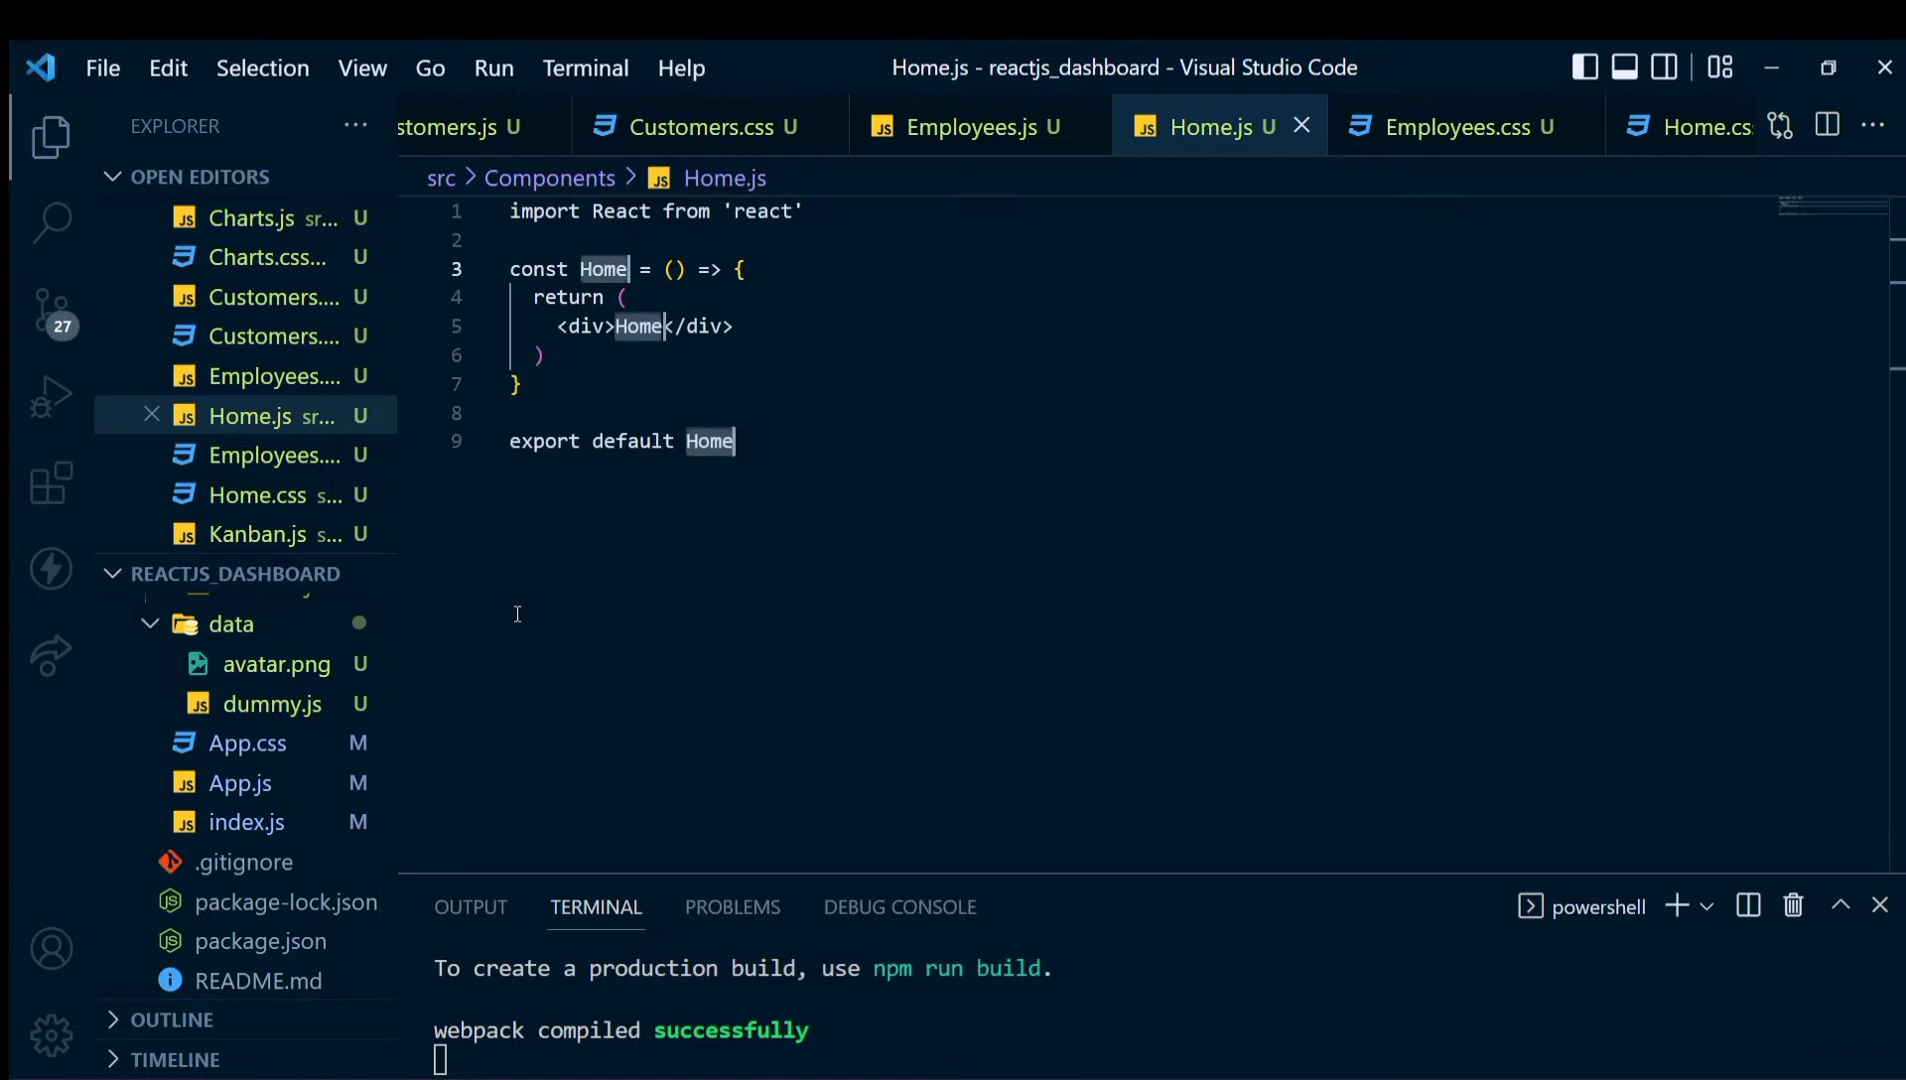 File Edit Selection View Go Run Terminal Help
Home.js - reactjs_dashboard - Visual Studio Code
EXPLORER
stomers.js U
Customers.css U
Employees.js U
Home.js U
Employees.css U
Home.cs
OPEN EDITORS
Charts.js sr... U
Charts.css... U
Customers.... U
Customers.... U
Employees.... U
Home.js sr... U
Employees.... U
Home.css s... U
Kanban.js s... U
27
REACTJS_DASHBOARD
data
avatar.png U
dummy.js U
App.css M
App.js M
index.js M
.gitignore
package-lock.json
package.json
README.md
OUTLINE
TIMELINE
src > Components > JS Home.js
1 import React from 'react'
2
3 const Home = () => {
4 return (
5 <div>Home</div>
6 )
7 }
8
9 export default Home
OUTPUT TERMINAL PROBLEMS DEBUG CONSOLE
powershell
To create a production build, use npm run build.
webpack compiled successfully